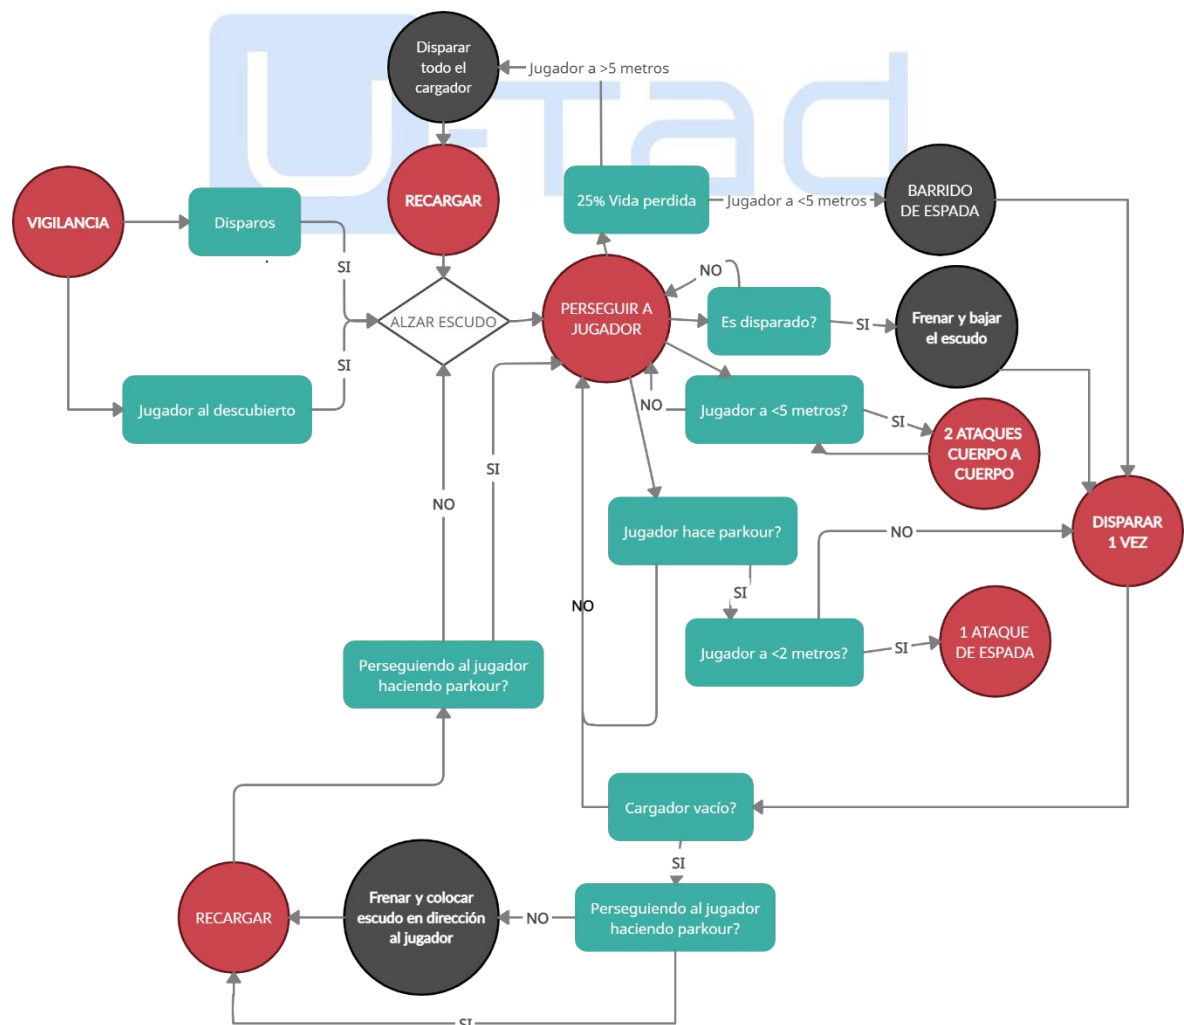 U-Tad
Disparar
todo el
cargador
Jugador a >5 metros
VIGILANCIA
Disparos
RECARGAR
25% Vida perdida
Jugador a <5 metros
BARRIDO
DE ESPADA
SI
NO
ALZAR ESCUDO
PERSEGUIR A
JUGADOR
Es disparado?
SI
Frenar y bajar
el escudo
SI
Jugador al descubierto
NO
Jugador a <5 metros?
SI
2 ATAQUES
CUERPO A
CUERPO
SI
NO
Jugador hace parkour?
NO
DISPARAR
1 VEZ
SI
NO
Perseguiendo al jugador
haciendo parkour?
Jugador a <2 metros?
SI
1 ATAQUE
DE ESPADA
Cargador vacío?
SI
RECARGAR
Frenar y colocar
escudo en dirección
al jugador
NO
Perseguiendo al jugador
haciendo parkour?
SI